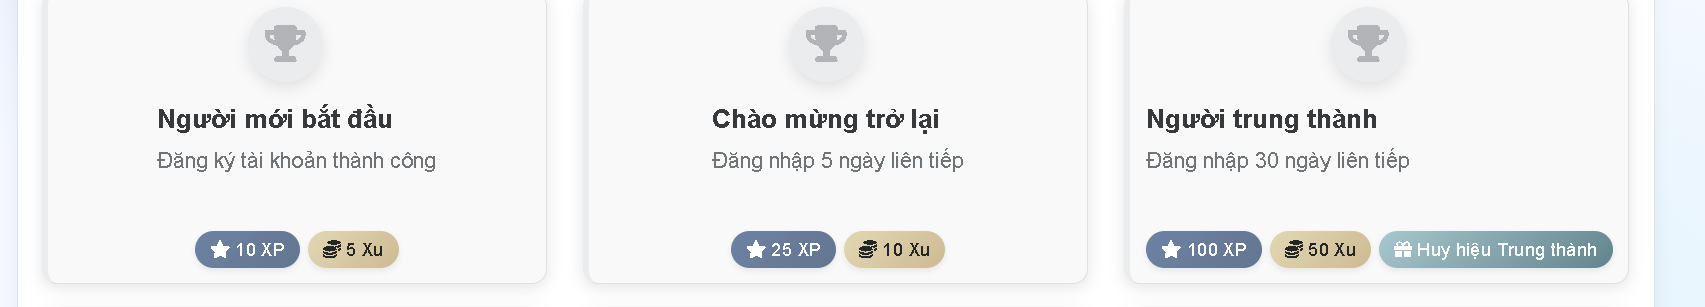 Người mới bắt đầu
Đăng ký tài khoản thành công
10 XP
5 Xu
Chào mừng trở lại
Đăng nhập 5 ngày liên tiếp
25 XP
10 Xu
Người trung thành
Đăng nhập 30 ngày liên tiếp
100 XP
50 Xu
Huy hiệu Trung thành